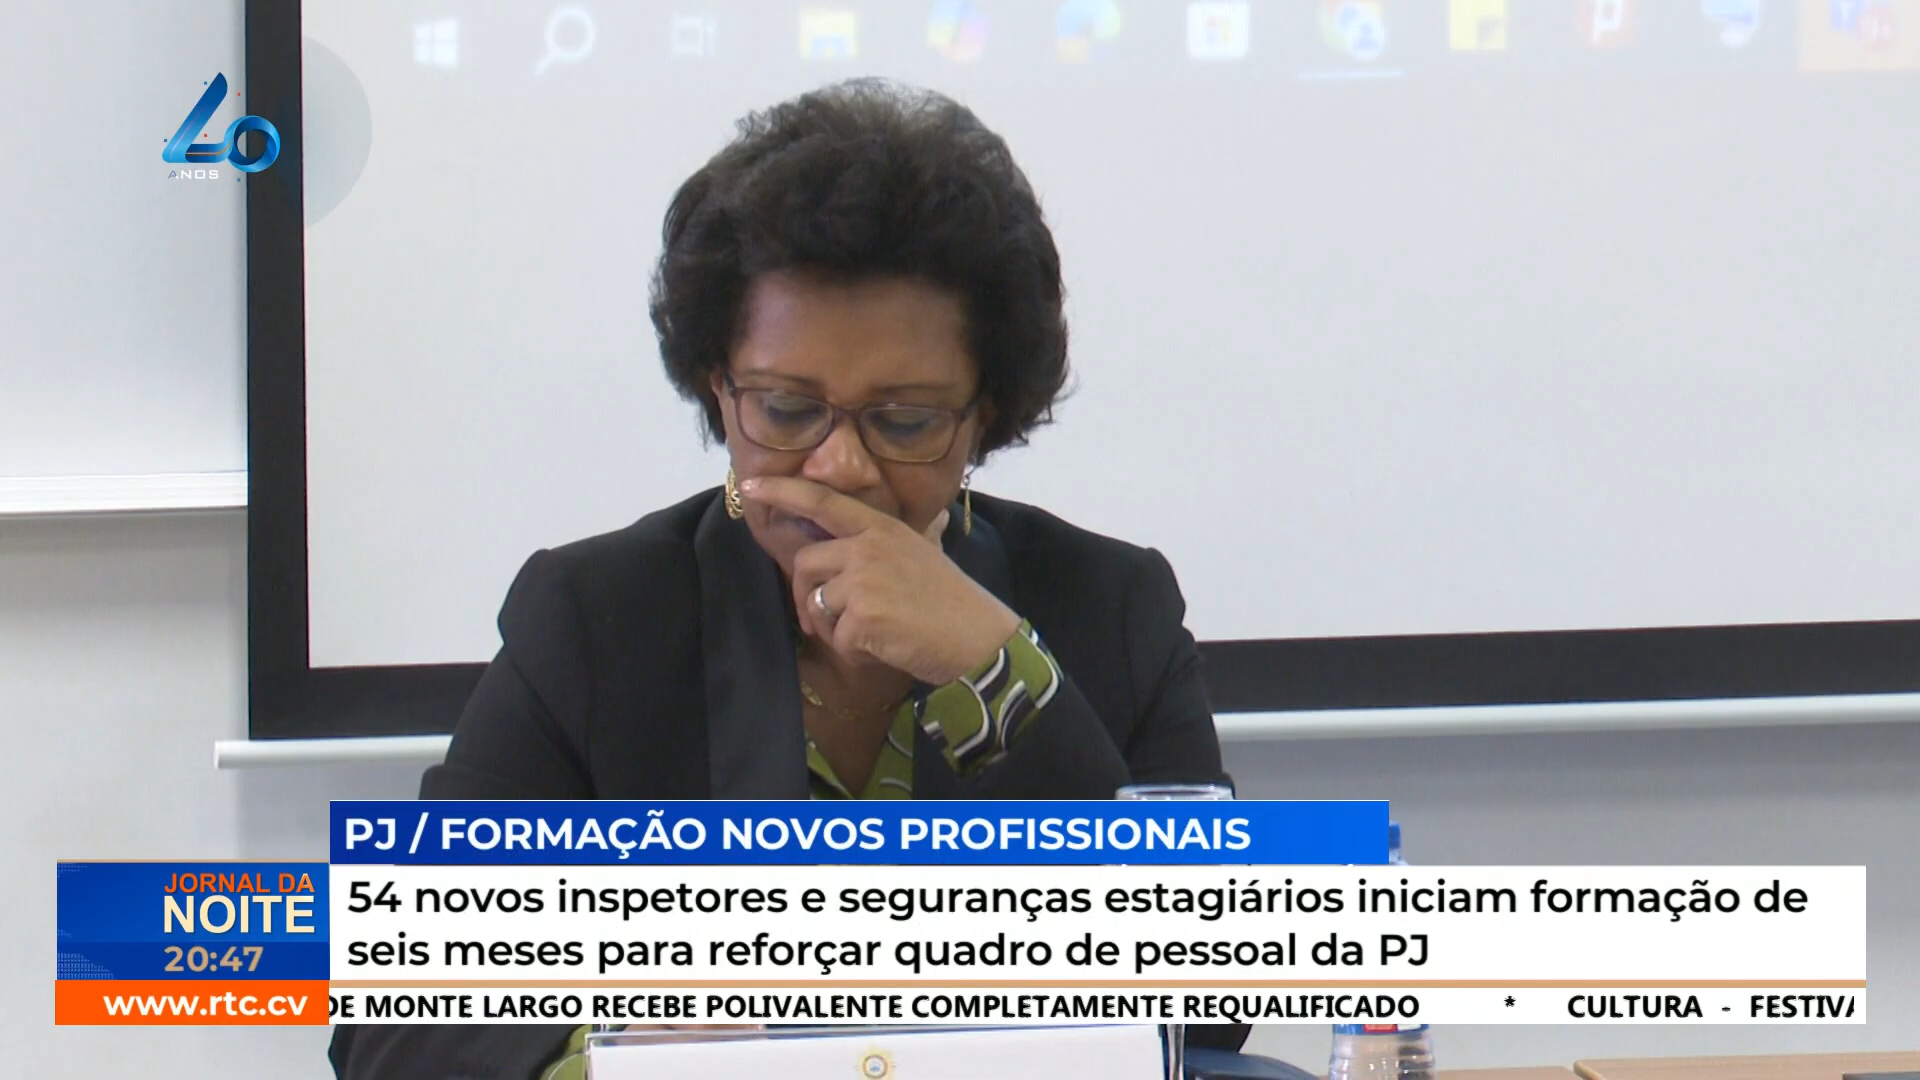 40
ANOS
PJ / FORMAÇÃO NOVOS PROFISSIONAIS
JORNAL DA
NOITE
20:47
54 novos inspetores e seguranças estagiários iniciam formação de
seis meses para reforçar quadro de pessoal da PJ
www.rtc.cv
DE MONTE LARGO RECEBE POLIVALENTE COMPLETAMENTE REQUALIFICADO * CULTURA - FESTIVA